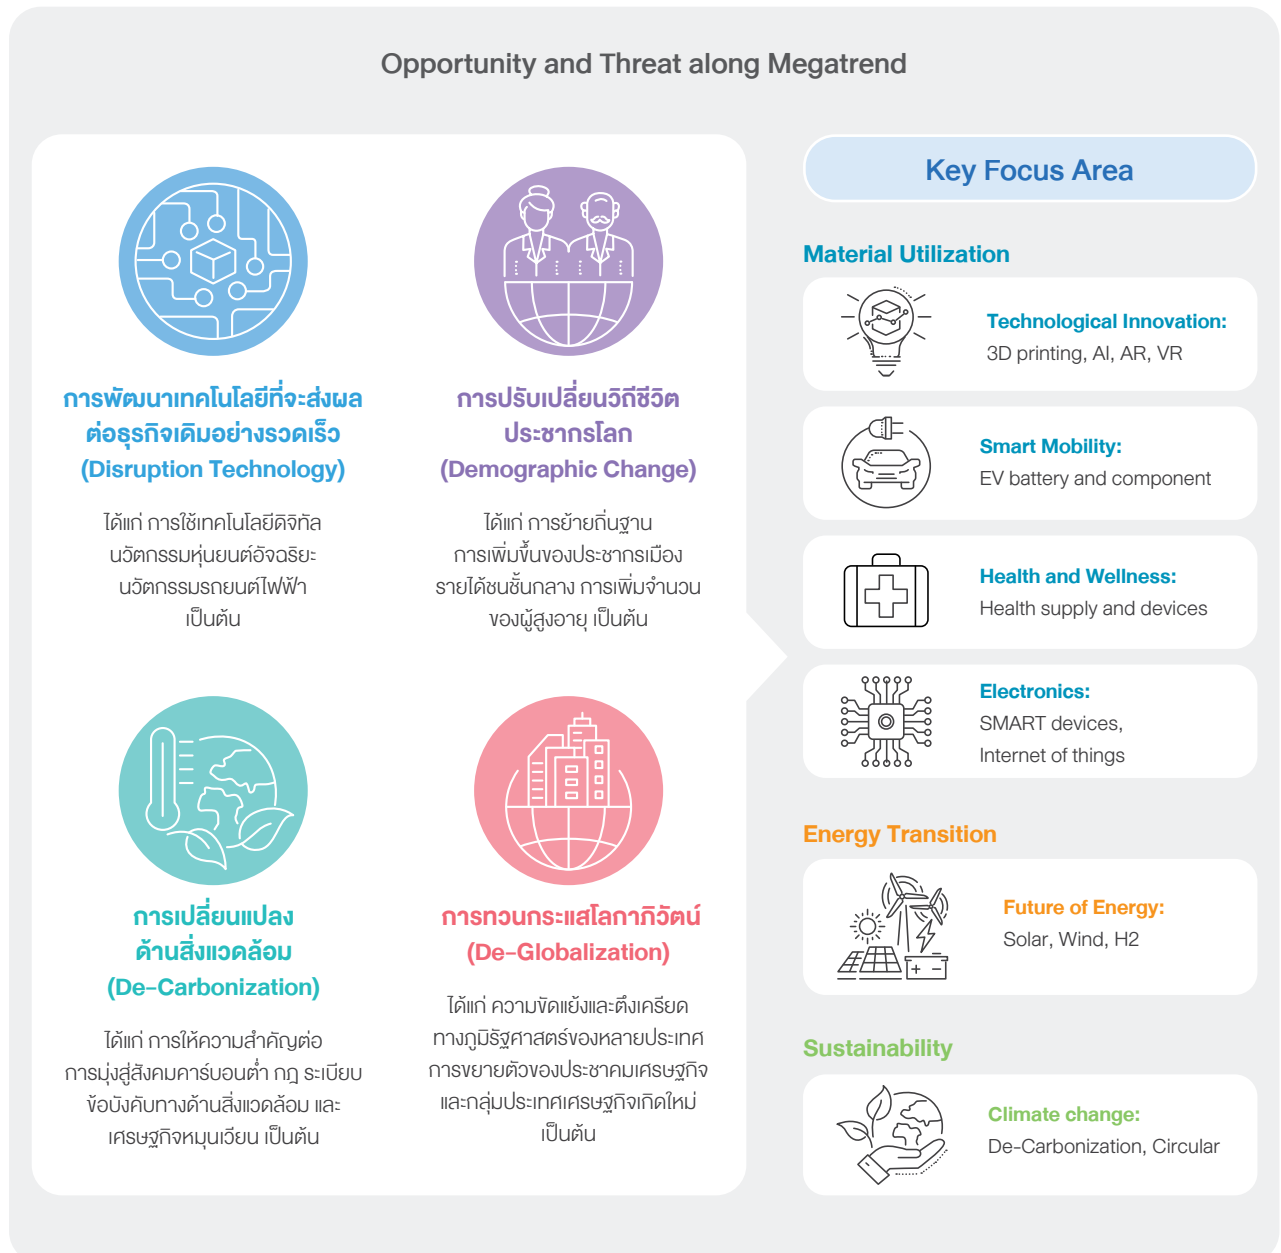 Opportunity and Threat along Megatrend
การพัฒนาเทคโนโลยีที่จะส่งผล
ต่อธุรกิจเดิมอย่างรวดเร็ว
(Disruption Technology)
ได้แก่ การใช้เทคโนโลยีดิจิทัล
นวัตกรรมหุ่นยนต์อัจฉริยะ
นวัตกรรมรถยนต์ไฟฟ้า
เป็นต้น
การปรับเปลี่ยนวิถีชีวิต
ประชากรโลก
(Demographic Change)
ได้แก่ การย้ายถิ่นฐาน
การเพิ่มขึ้นของประชากรเมือง
รายได้ชนชั้นกลาง การเพิ่มจำนวน
ของผู้สูงอายุ เป็นต้น
การเปลี่ยนแปลง
ด้านสิ่งแวดล้อม
(De-Carbonization)
ได้แก่ การให้ความสำคัญต่อ
การมุ่งสู่สังคมคาร์บอนต่ำ กฎ ระเบียบ
ข้อบังคับทางด้านสิ่งแวดล้อม และ
เศรษฐกิจหมุนเวียน เป็นต้น
การทวนกระแสโลกาภิวัตน์
(De-Globalization)
ได้แก่ ความขัดแย้งและตึงเครียด
ทางภูมิรัฐศาสตร์ของหลายประเทศ
การขยายตัวของประชาคมเศรษฐกิจ
และกลุ่มประเทศเศรษฐกิจเกิดใหม่
เป็นต้น
Key Focus Area
Material Utilization
Technological Innovation:
3D printing, AI, AR, VR
Smart Mobility:
EV battery and component
Health and Wellness:
Health supply and devices
Electronics:
SMART devices,
Internet of things
Energy Transition
Future of Energy:
Solar, Wind, H2
Sustainability
Climate change:
De-Carbonization, Circular